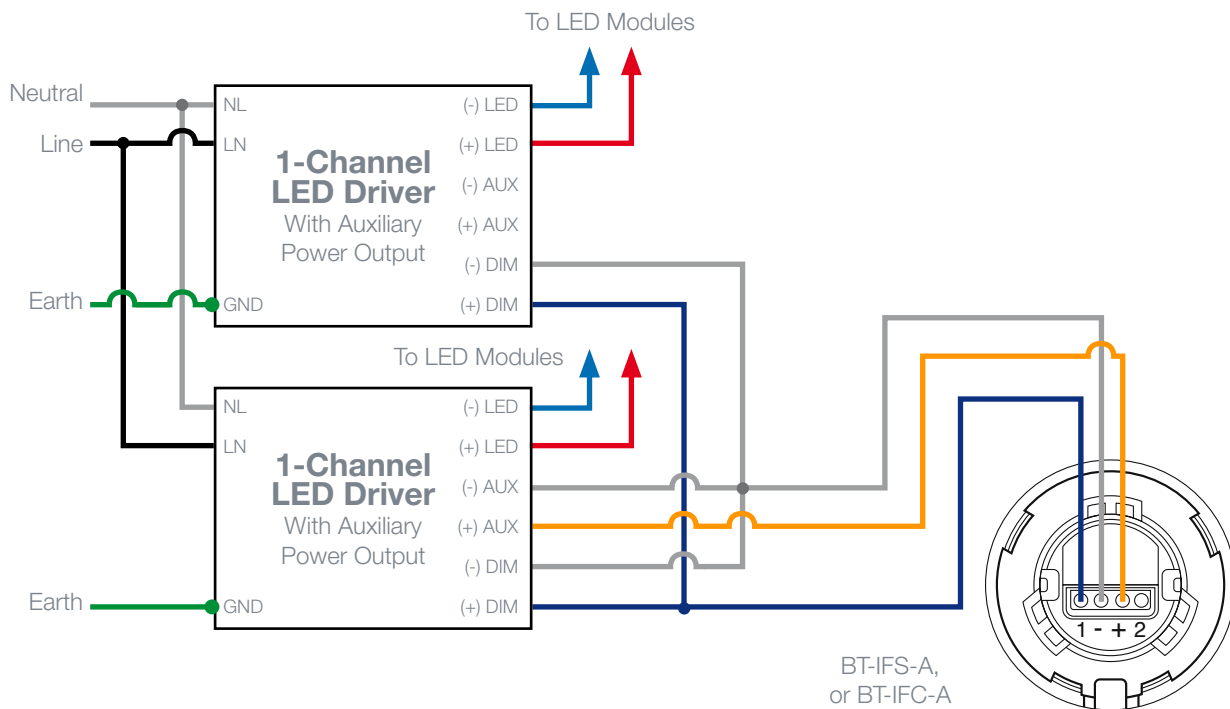 To LED Modules
Neutral
Line
Earth
NL
LN
GND
1-Channel
LED Driver
With Auxiliary
Power Output
(-) LED
(+) LED
(-) AUX
(+) AUX
(-) DIM
(+) DIM
To LED Modules
Earth
NL
LN
GND
1-Channel
LED Driver
With Auxiliary
Power Output
(-) LED
(+) LED
(-) AUX
(+) AUX
(-) DIM
(+) DIM
1 - + 2
BT-IFS-A,
or BT-IFC-A